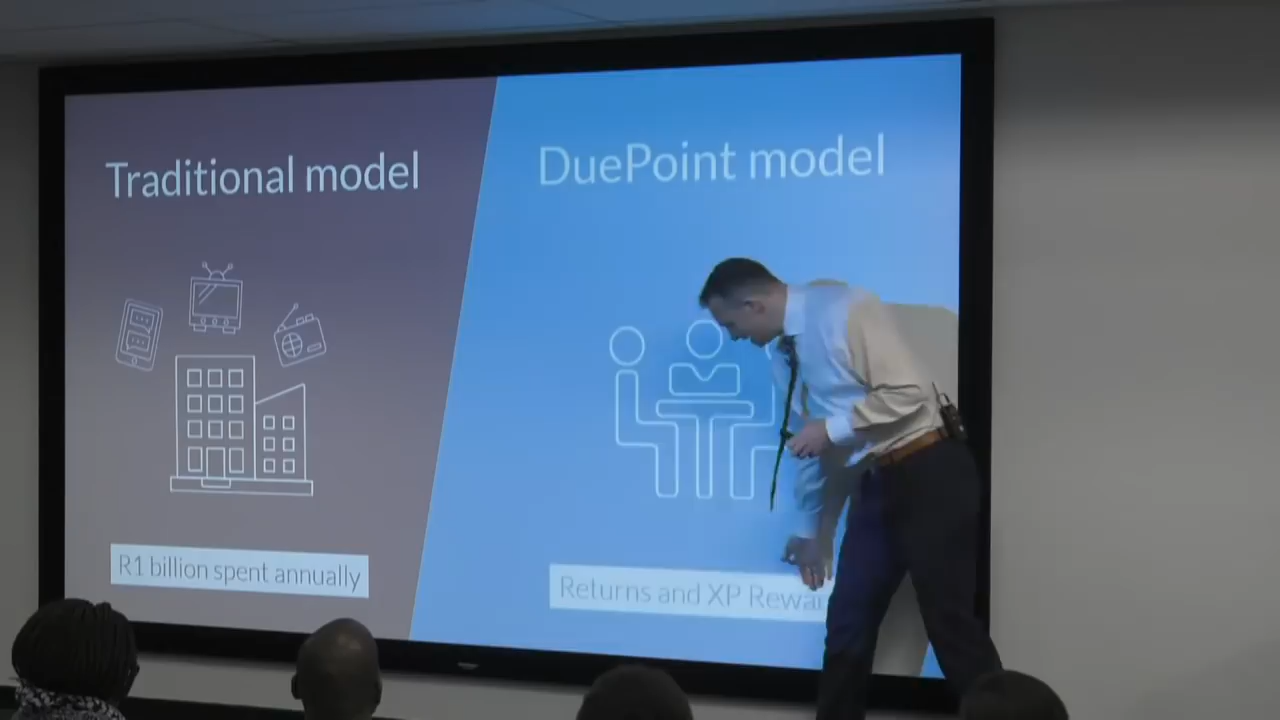 Traditional model
DuePoint model
R1 billion spent annually
Returns and XP